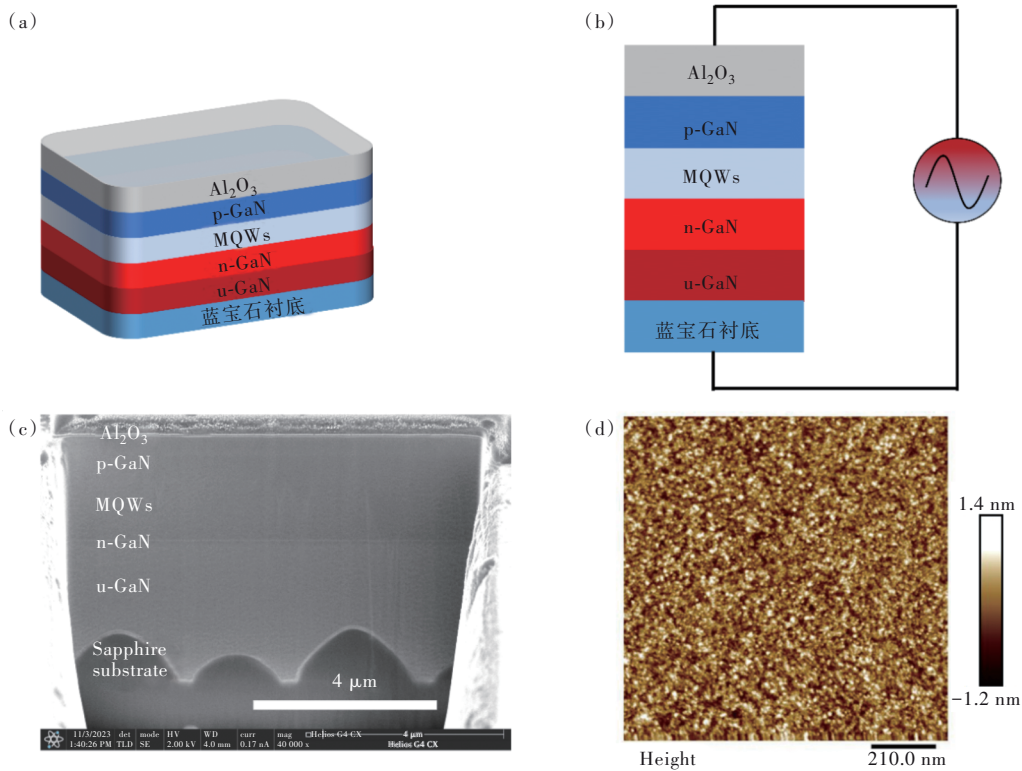 (a)
Al₂O₃
p-GaN
MQWs
n-GaN
u-GaN
蓝宝石衬底
(b)
Al₂O₃
p-GaN
MQWs
n-GaN
u-GaN
蓝宝石衬底
(c)
Al₂O₃
p-GaN
MQWs
n-GaN
u-GaN
Sapphire
substrate
4 μm
11/3/2023 det mode HV WD curr mag 4 μm
1:40:26 PM TLD SE 2.00 kV 4.0 mm 0.17 nA 40 000 x Helios G4 CX
(d)
1.4 nm
−1.2 nm
Height
210.0 nm